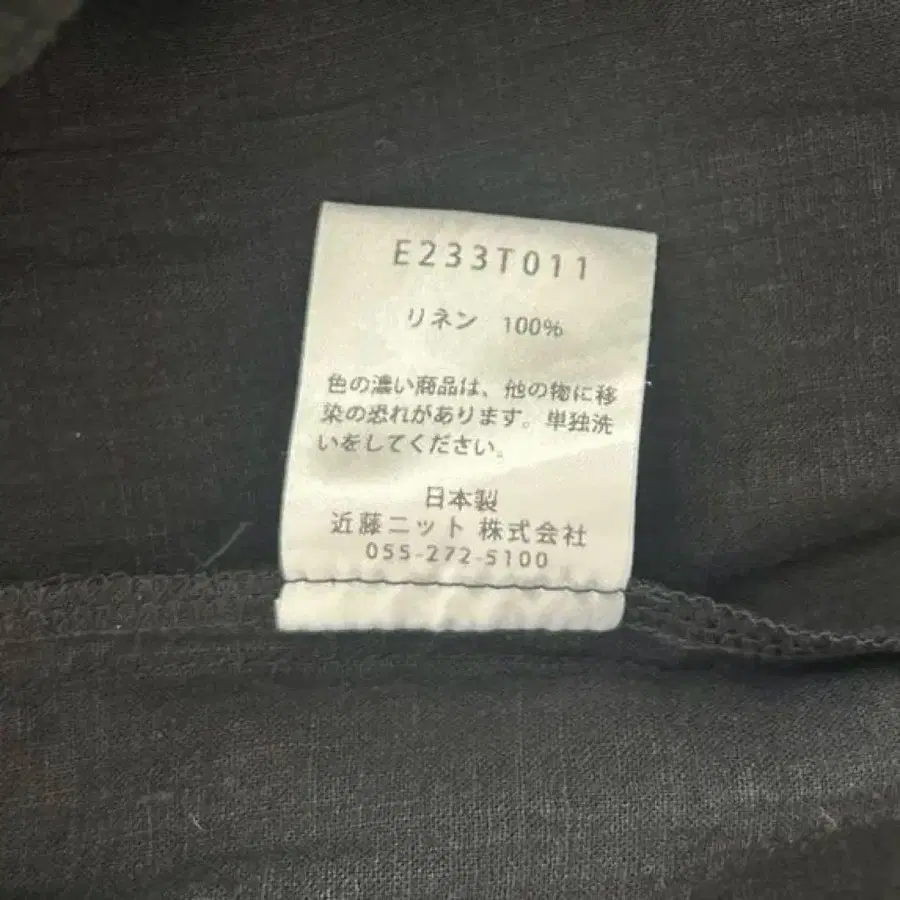 E233T011
リネン 100%
色の濃い商品は、他の物に移
染の恐れがあります。単独洗
いをしてください。
日本製
近藤ニット 株式会社
055-272-5100